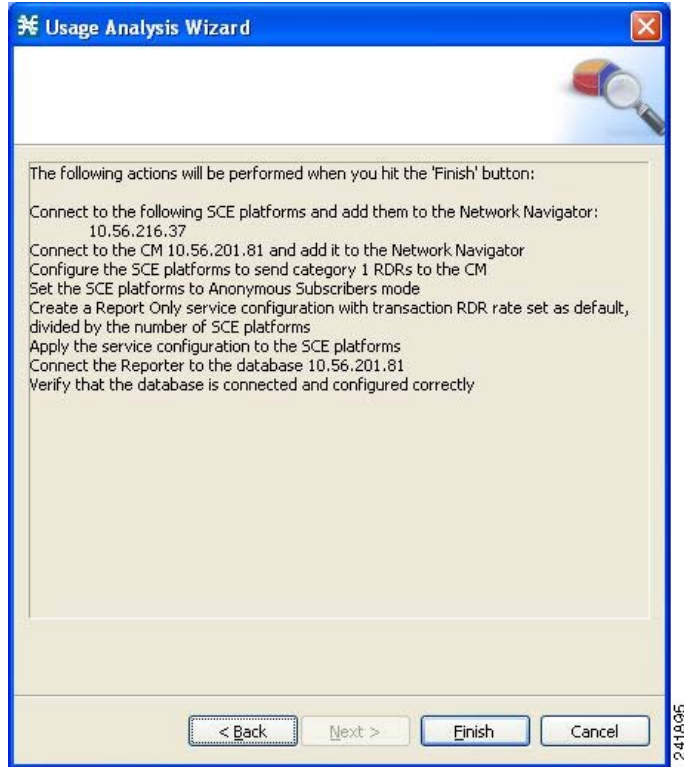 Usage Analysis Wizard
The following actions will be performed when you hit the 'Finish' button:
Connect to the following SCE platforms and add them to the Network Navigator:
10.56.216.37
Connect to the CM 10.56.201.81 and add it to the Network Navigator
Configure the SCE platforms to send category 1 RDRs to the CM
Set the SCE platforms to Anonymous Subscribers mode
Create a Report Only service configuration with transaction RDR rate set as default,
divided by the number of SCE platforms
Apply the service configuration to the SCE platforms
Connect the Reporter to the database 10.56.201.81
Verify that the database is connected and configured correctly
< Back
Next >
Finish
Cancel
241895